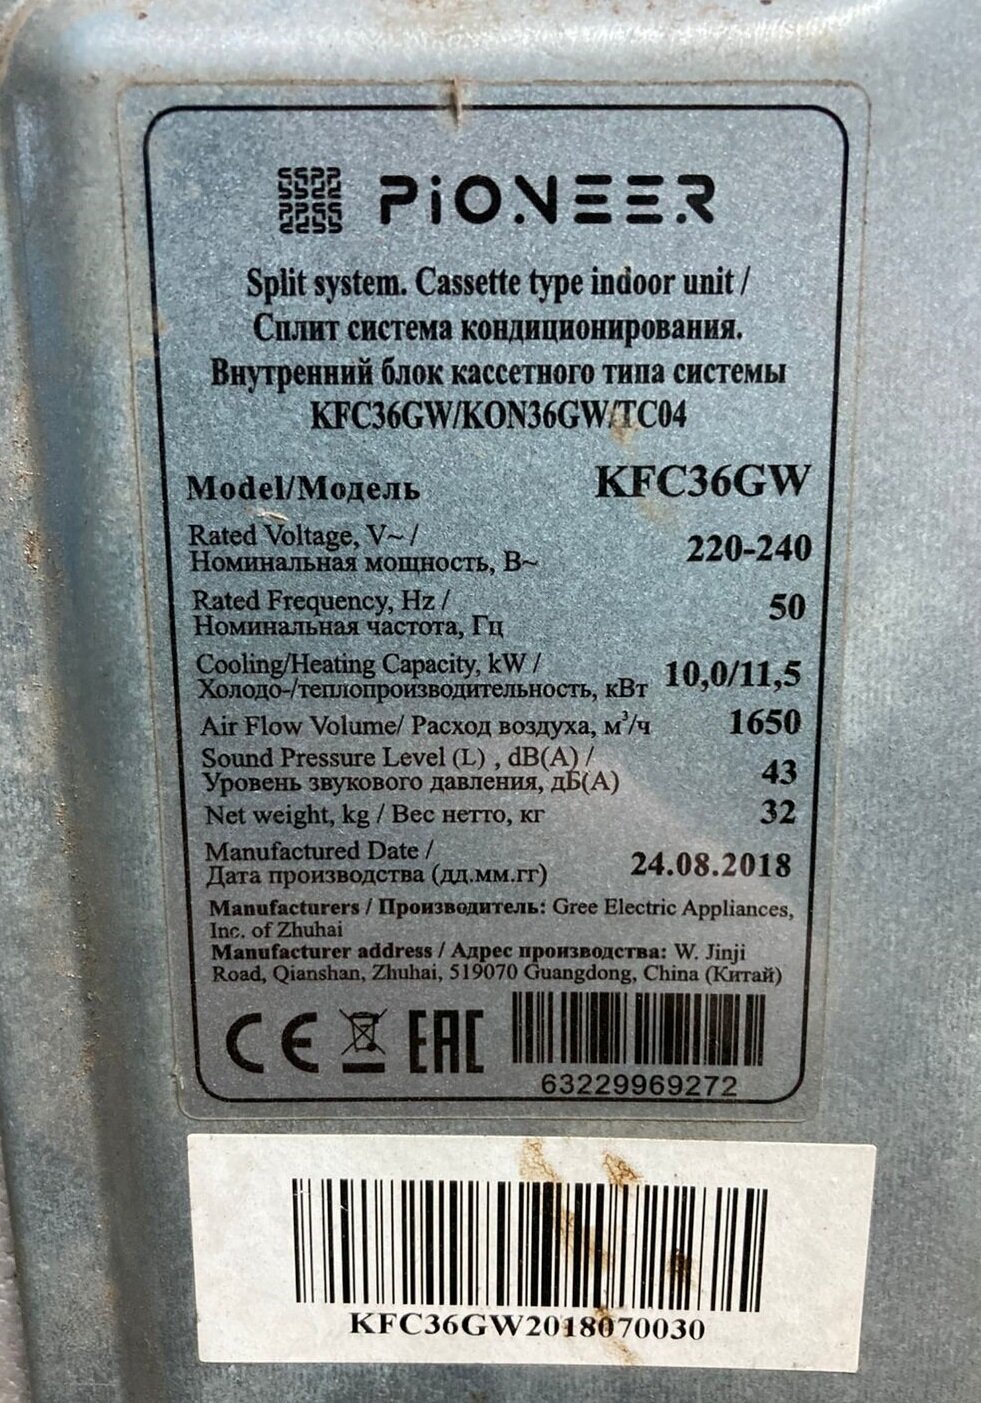 PiONEER
Split system. Cassette type indoor unit /
Сплит система кондиционирования.
Внутренний блок кассетного типа системы
KFC36GW/KON36GW/TC04
Model/Модель KFC36GW
Rated Voltage, V~ /
Номинальная мощность, В~ 220-240
Rated Frequency, Hz /
Номинальная частота, Гц 50
Cooling/Heating Capacity, kW /
Холодо-/теплопроизводительность, кВт 10,0/11,5
Air Flow Volume/ Расход воздуха, м³/ч 1650
Sound Pressure Level (L) , dB(A) /
Уровень звукового давления, дБ(А) 43
Net weight, kg / Вес нетто, кг 32
Manufactured Date /
Дата производства (дд.мм.гг) 24.08.2018
Manufacturers / Производитель: Gree Electric Appliances,
Inc. of Zhuhai
Manufacturer address / Адрес производства: W. Jinji
Road, Qianshan, Zhuhai, 519070 Guangdong, China (Китай)
CE EAC
63229969272
KFC36GW2018070030